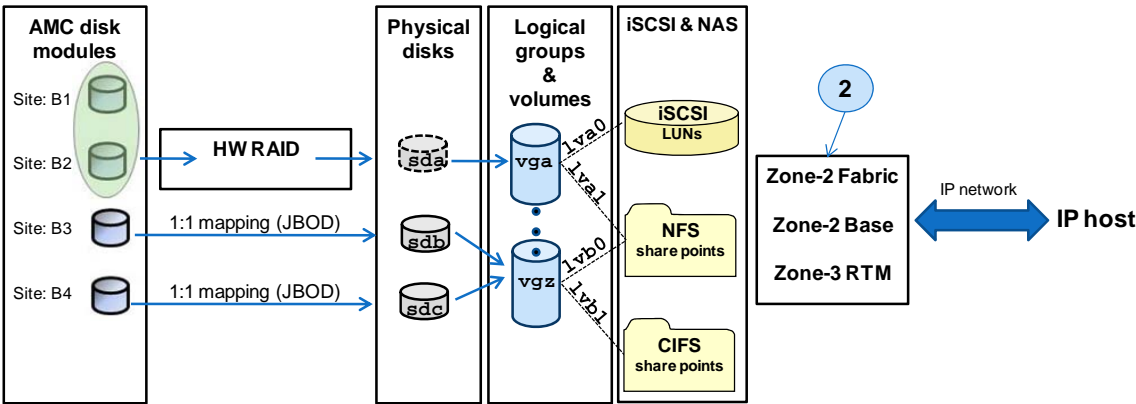 AMC disk
modules
Site: B1
Site: B2
Site: B3
Site: B4
HW RAID
1:1 mapping (JBOD)
1:1 mapping (JBOD)
Physical
disks
sda
sdb
sdc
Logical
groups
&
volumes
vga
vgz
lva0
lva1
lvb0
lvb1
iSCSI & NAS
iSCSI
LUNs
NFS
share points
CIFS
share points
2
Zone-2 Fabric
Zone-2 Base
Zone-3 RTM
IP network
IP host